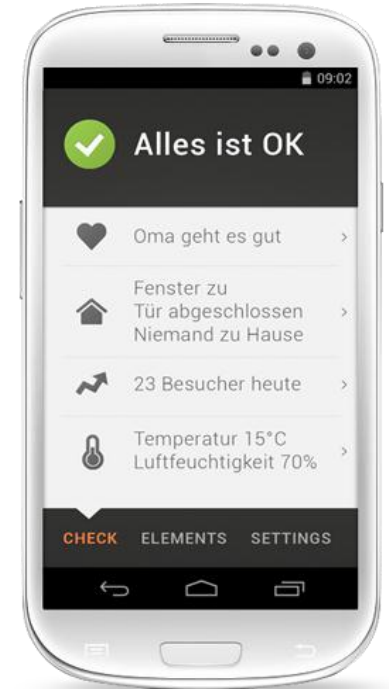 09:02
Alles ist OK
Oma geht es gut
Fenster zu
Tür abgeschlossen
Niemand zu Hause
23 Besucher heute
Temperatur 15°C
Luftfeuchtigkeit 70%
CHECK ELEMENTS SETTINGS